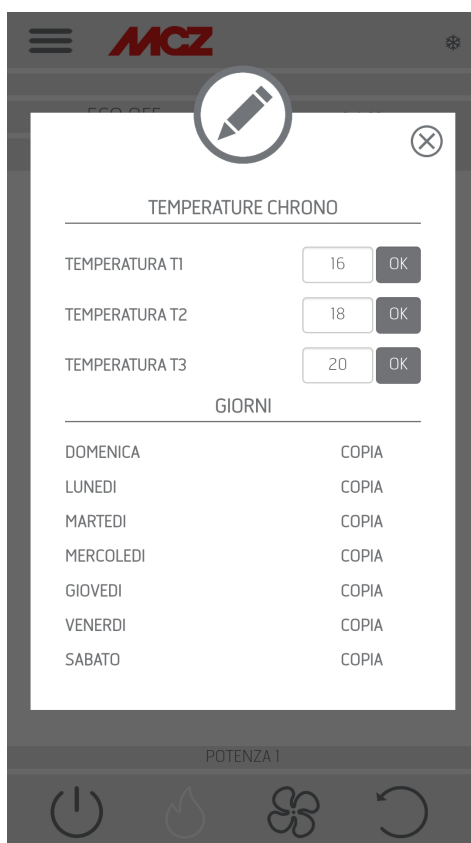 MCZ
TEMPERATURE CHRONO
TEMPERATURA T1 16 OK
TEMPERATURA T2 18 OK
TEMPERATURA T3 20 OK
GIORNI
DOMENICA COPIA
LUNEDI COPIA
MARTEDI COPIA
MERCOLEDI COPIA
GIOVEDI COPIA
VENERDI COPIA
SABATO COPIA
POTENZA 1